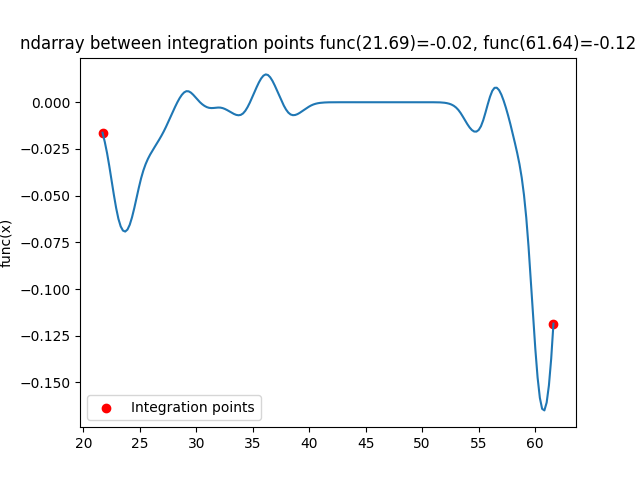 ndarray between integration points func(21.69)=-0.02, func(61.64)=-0.12
0.000
−0.025
−0.050
−0.075
−0.100
−0.125
−0.150
func(x)
Integration points
20 25 30 35 40 45 50 55 60